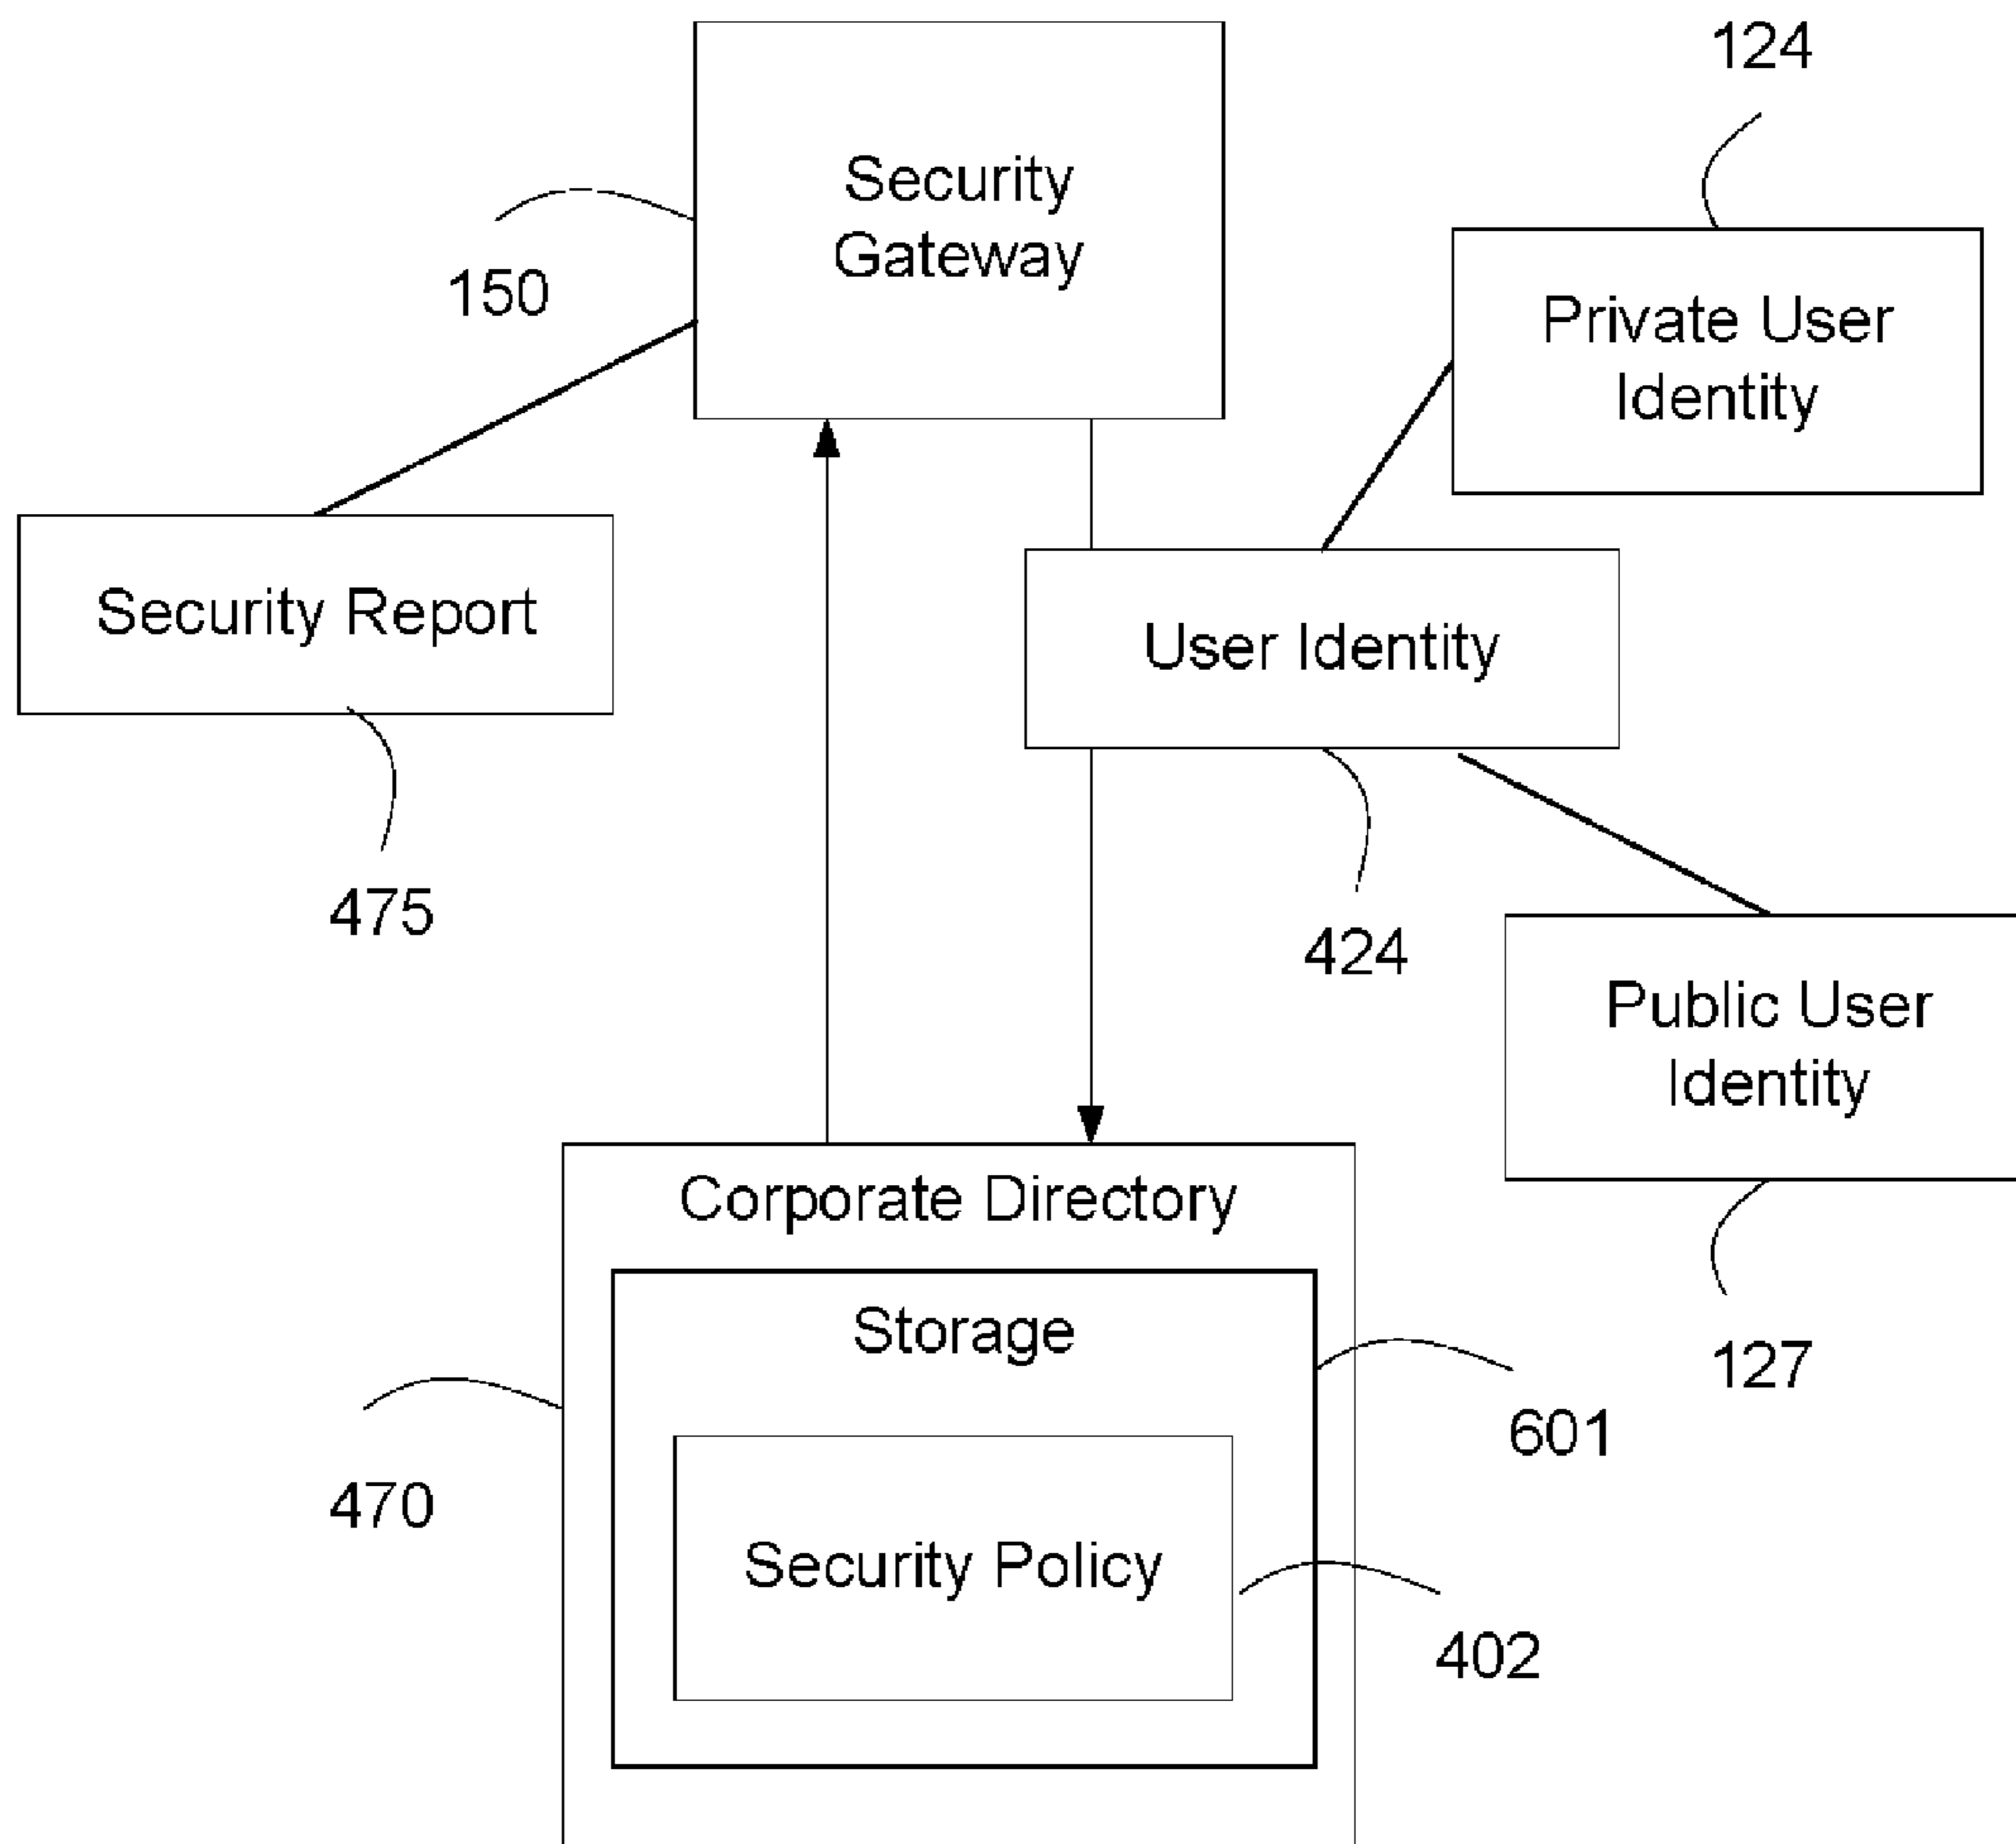 124
Security
Gateway
150
Private User
Identity
Security Report
User Identity
475
424
Public User
Identity
Corporate Directory
Storage
127
601
470
Security Policy
402